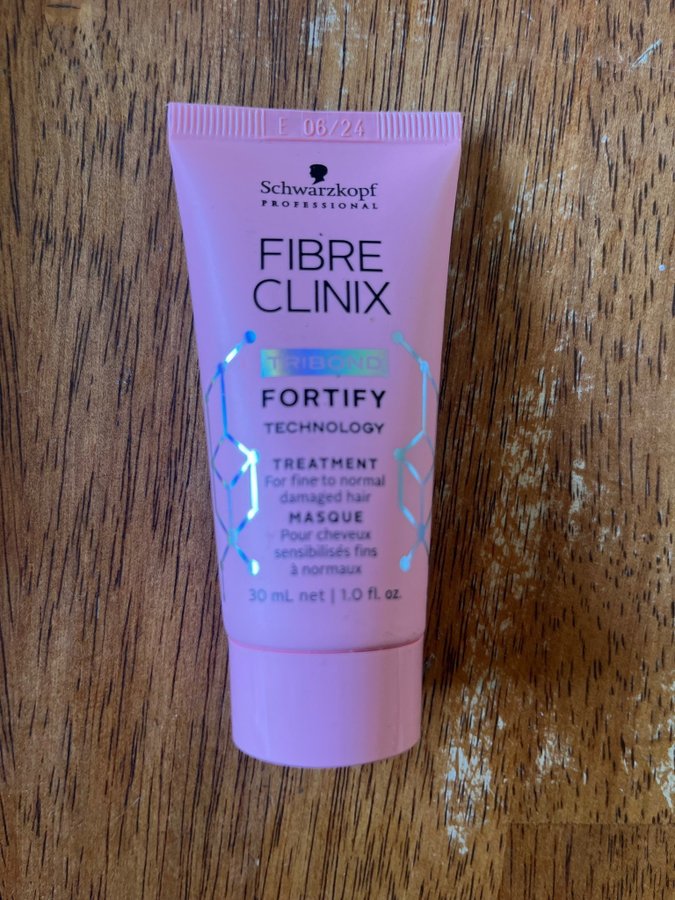 E 06/24
Schwarzkopf
PROFESSIONAL
FIBRE
CLINIX
TRIBOND
FORTIFY
TECHNOLOGY
TREATMENT
For fine to normal
damaged hair
MASQUE
Pour cheveux
sensibilisés fins
à normaux
30 mL net | 1.0 fl. oz.